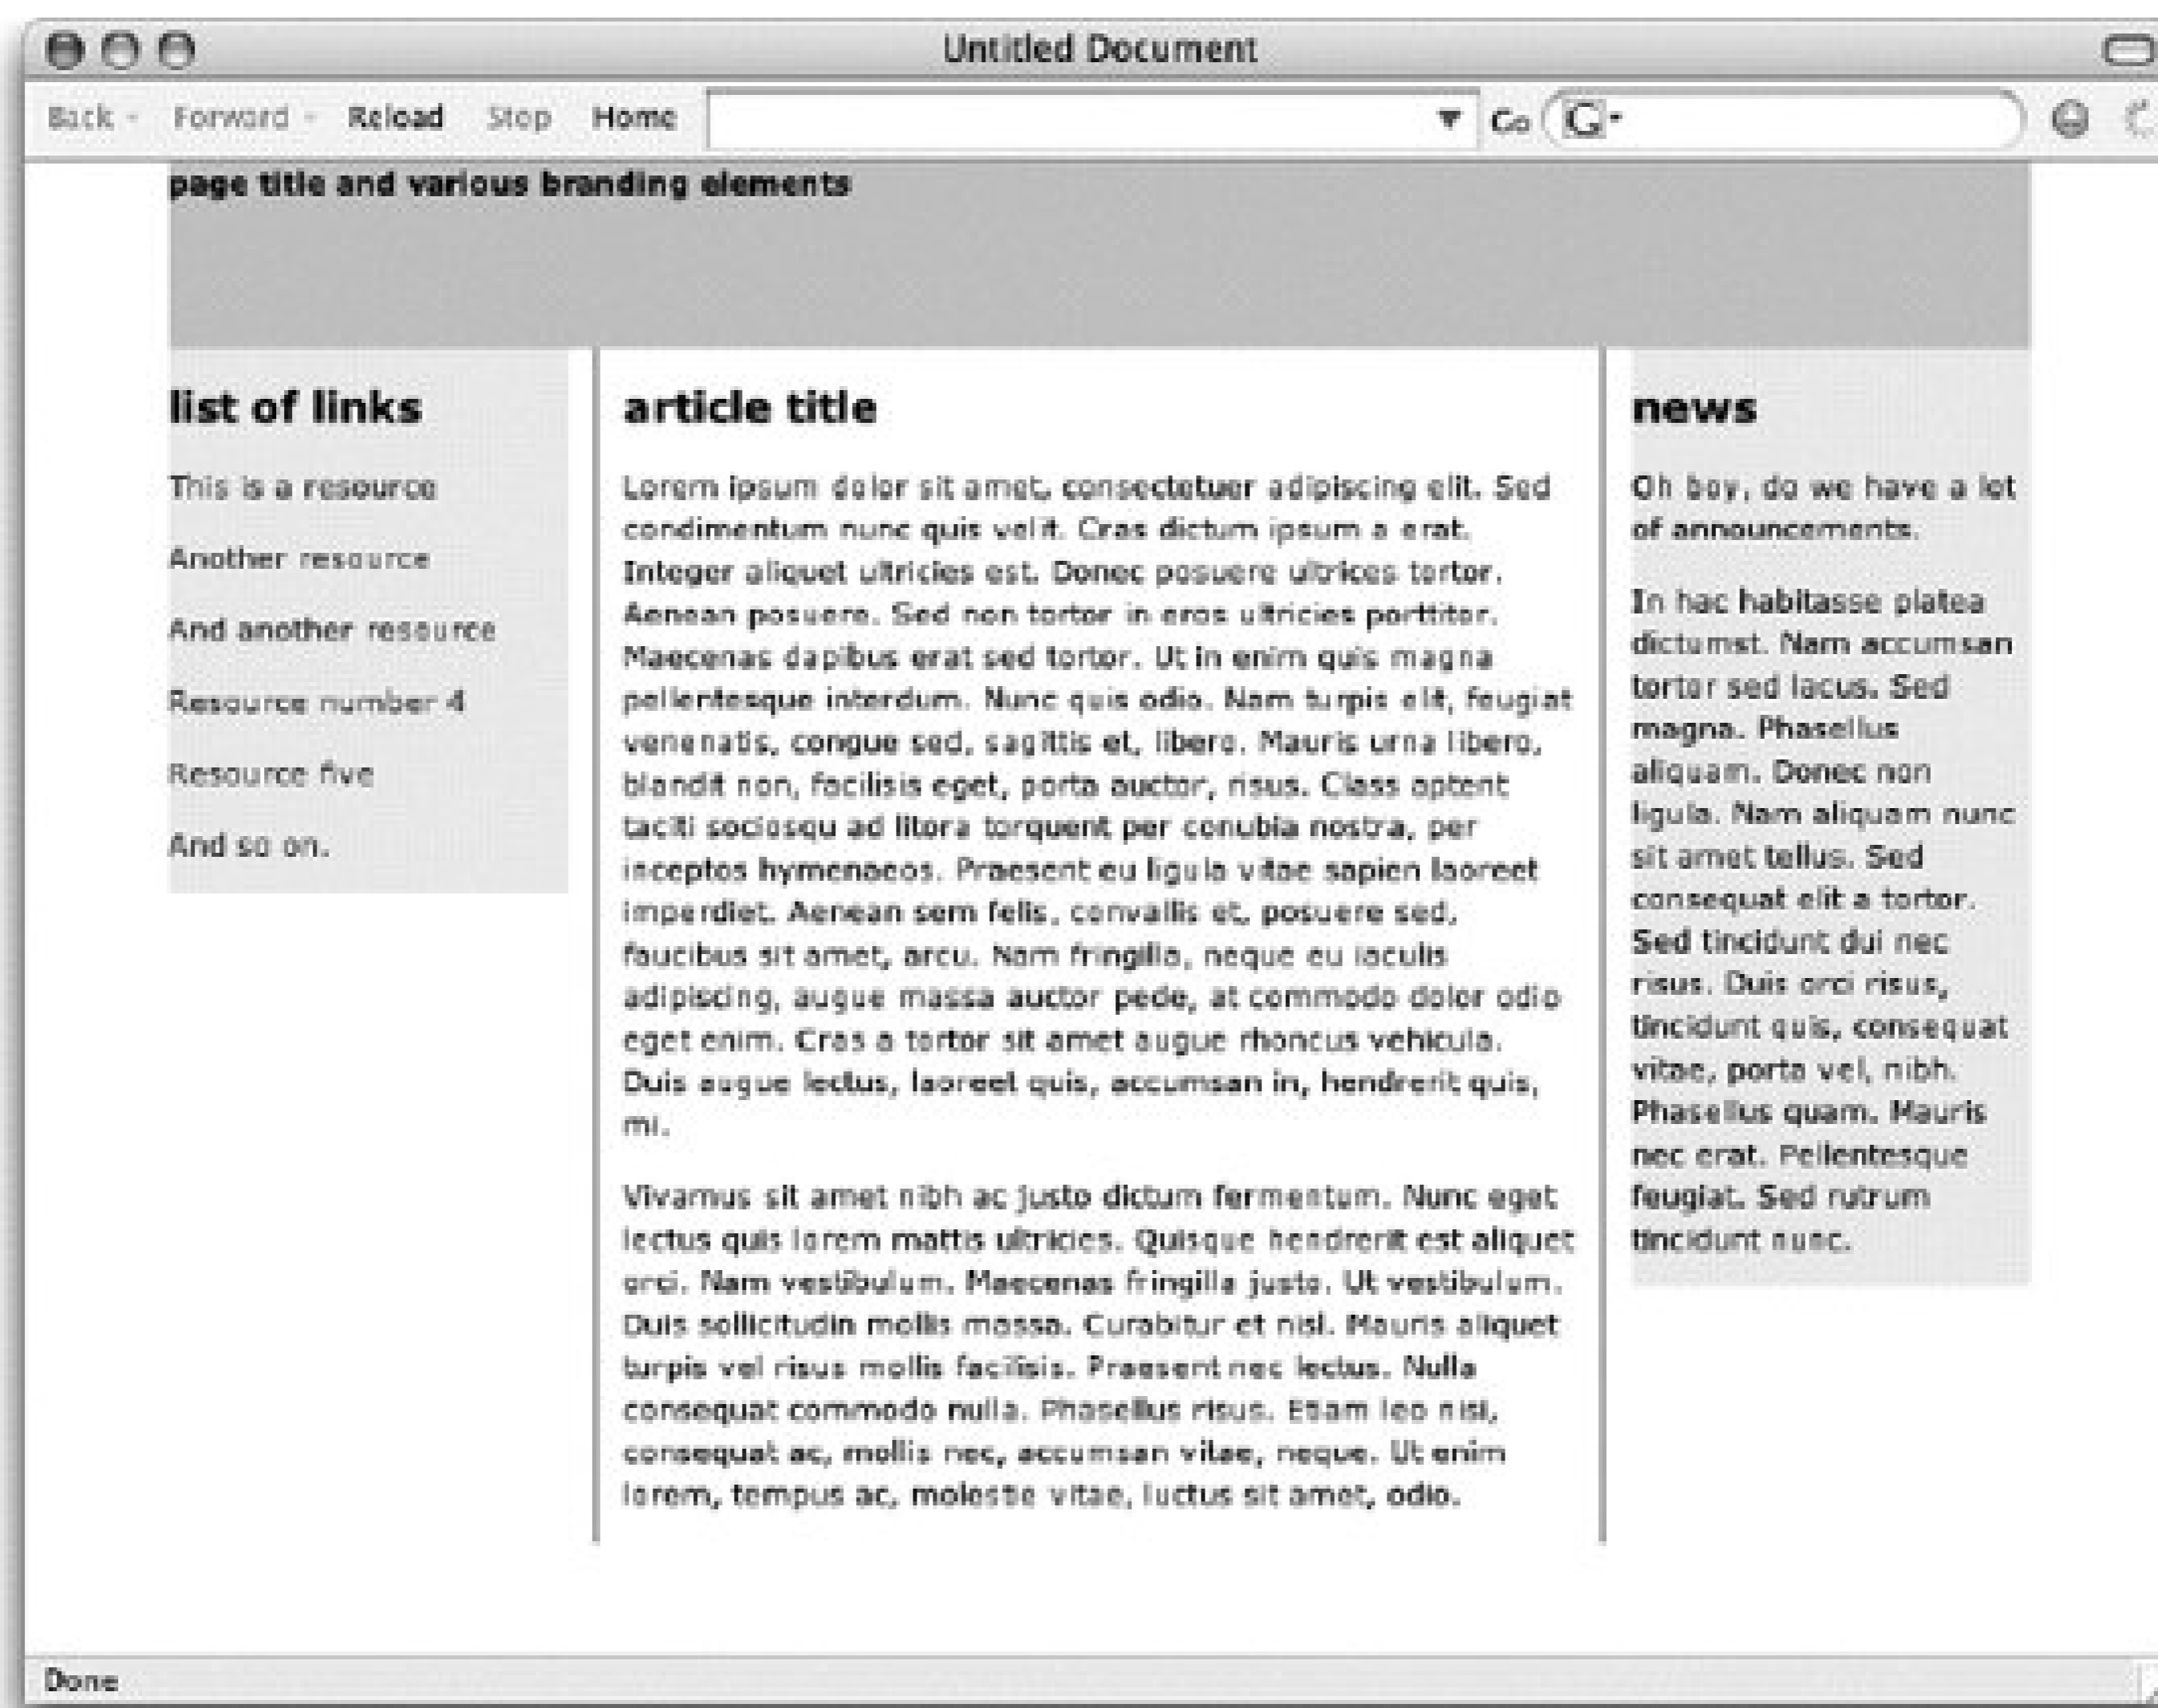 Untitled Document
Back Forward Reload Stop Home Go G
page title and various branding elements
list of links
This is a resource
Another resource
And another resource
Resource number 4
Resource five
And so on.
article title
Lorem ipsum dolor sit amet, consectetuer adipiscing elit. Sed
condimentum nunc quis velit. Cras dictum ipsum a erat.
Integer aliquet ultricies est. Donec posuere ultrices tortor.
Aenean posuere. Sed non tortor in eros ultricies porttitor.
Maecenas dapibus erat sed tortor. Ut in enim quis magna
pellentesque interdum. Nunc quis odio. Nam turpis elit, feugiat
venenatis, congue sed, sagittis et, libero. Mauris urna libero,
blandit non, facilisis eget, porta auctor, risus. Class aptent
taciti sociosqu ad litora torquent per conubia nostra, per
inceptos hymenaeos. Praesent eu ligula vitae sapien laoreet
imperdiet. Aenean sem felis, convallis et, posuere sed,
faucibus sit amet, arcu. Nam fringilla, neque eu iaculis
adipiscing, augue massa auctor pede, at commodo dolor odio
eget enim. Cras a tortor sit amet augue rhoncus vehicula.
Duis augue lectus, laoreet quis, accumsan in, hendrerit quis,
mi.
Vivamus sit amet nibh ac justo dictum fermentum. Nunc eget
lectus quis lorem mattis ultricies. Quisque hendrerit est aliquet
orci. Nam vestibulum. Maecenas fringilla justo. Ut vestibulum.
Duis sollicitudin mollis massa. Curabitur et nisl. Mauris aliquet
turpis vel risus mollis facilisis. Praesent nec lectus. Nulla
consequat commodo nulla. Phasellus risus. Etiam leo nisl,
consequat ac, mollis nec, accumsan vitae, neque. Ut enim
lorem, tempus ac, molestie vitae, luctus sit amet, odio.
news
Oh boy, do we have a lot
of announcements.
In hac habitasse platea
dictumst. Nam accumsan
tortor sed lacus. Sed
magna. Phasellus
aliquam. Donec non
ligula. Nam aliquam nunc
sit amet tellus. Sed
consequat elit a tortor.
Sed tincidunt dui nec
risus. Duis orci risus,
tincidunt quis, consequat
vitae, porta vel, nibh.
Phasellus quam. Mauris
nec erat. Pellentesque
feugiat. Sed rutrum
tincidunt nunc.
Done